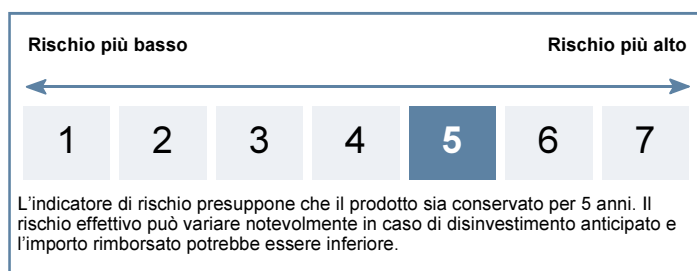 Rischio più basso Rischio più alto
1 2 3 4 5 6 7
L'indicatore di rischio presuppone che il prodotto sia conservato per 5 anni. Il
rischio effettivo può variare notevolmente in caso di disinvestimento anticipato e
l'importo rimborsato potrebbe essere inferiore.